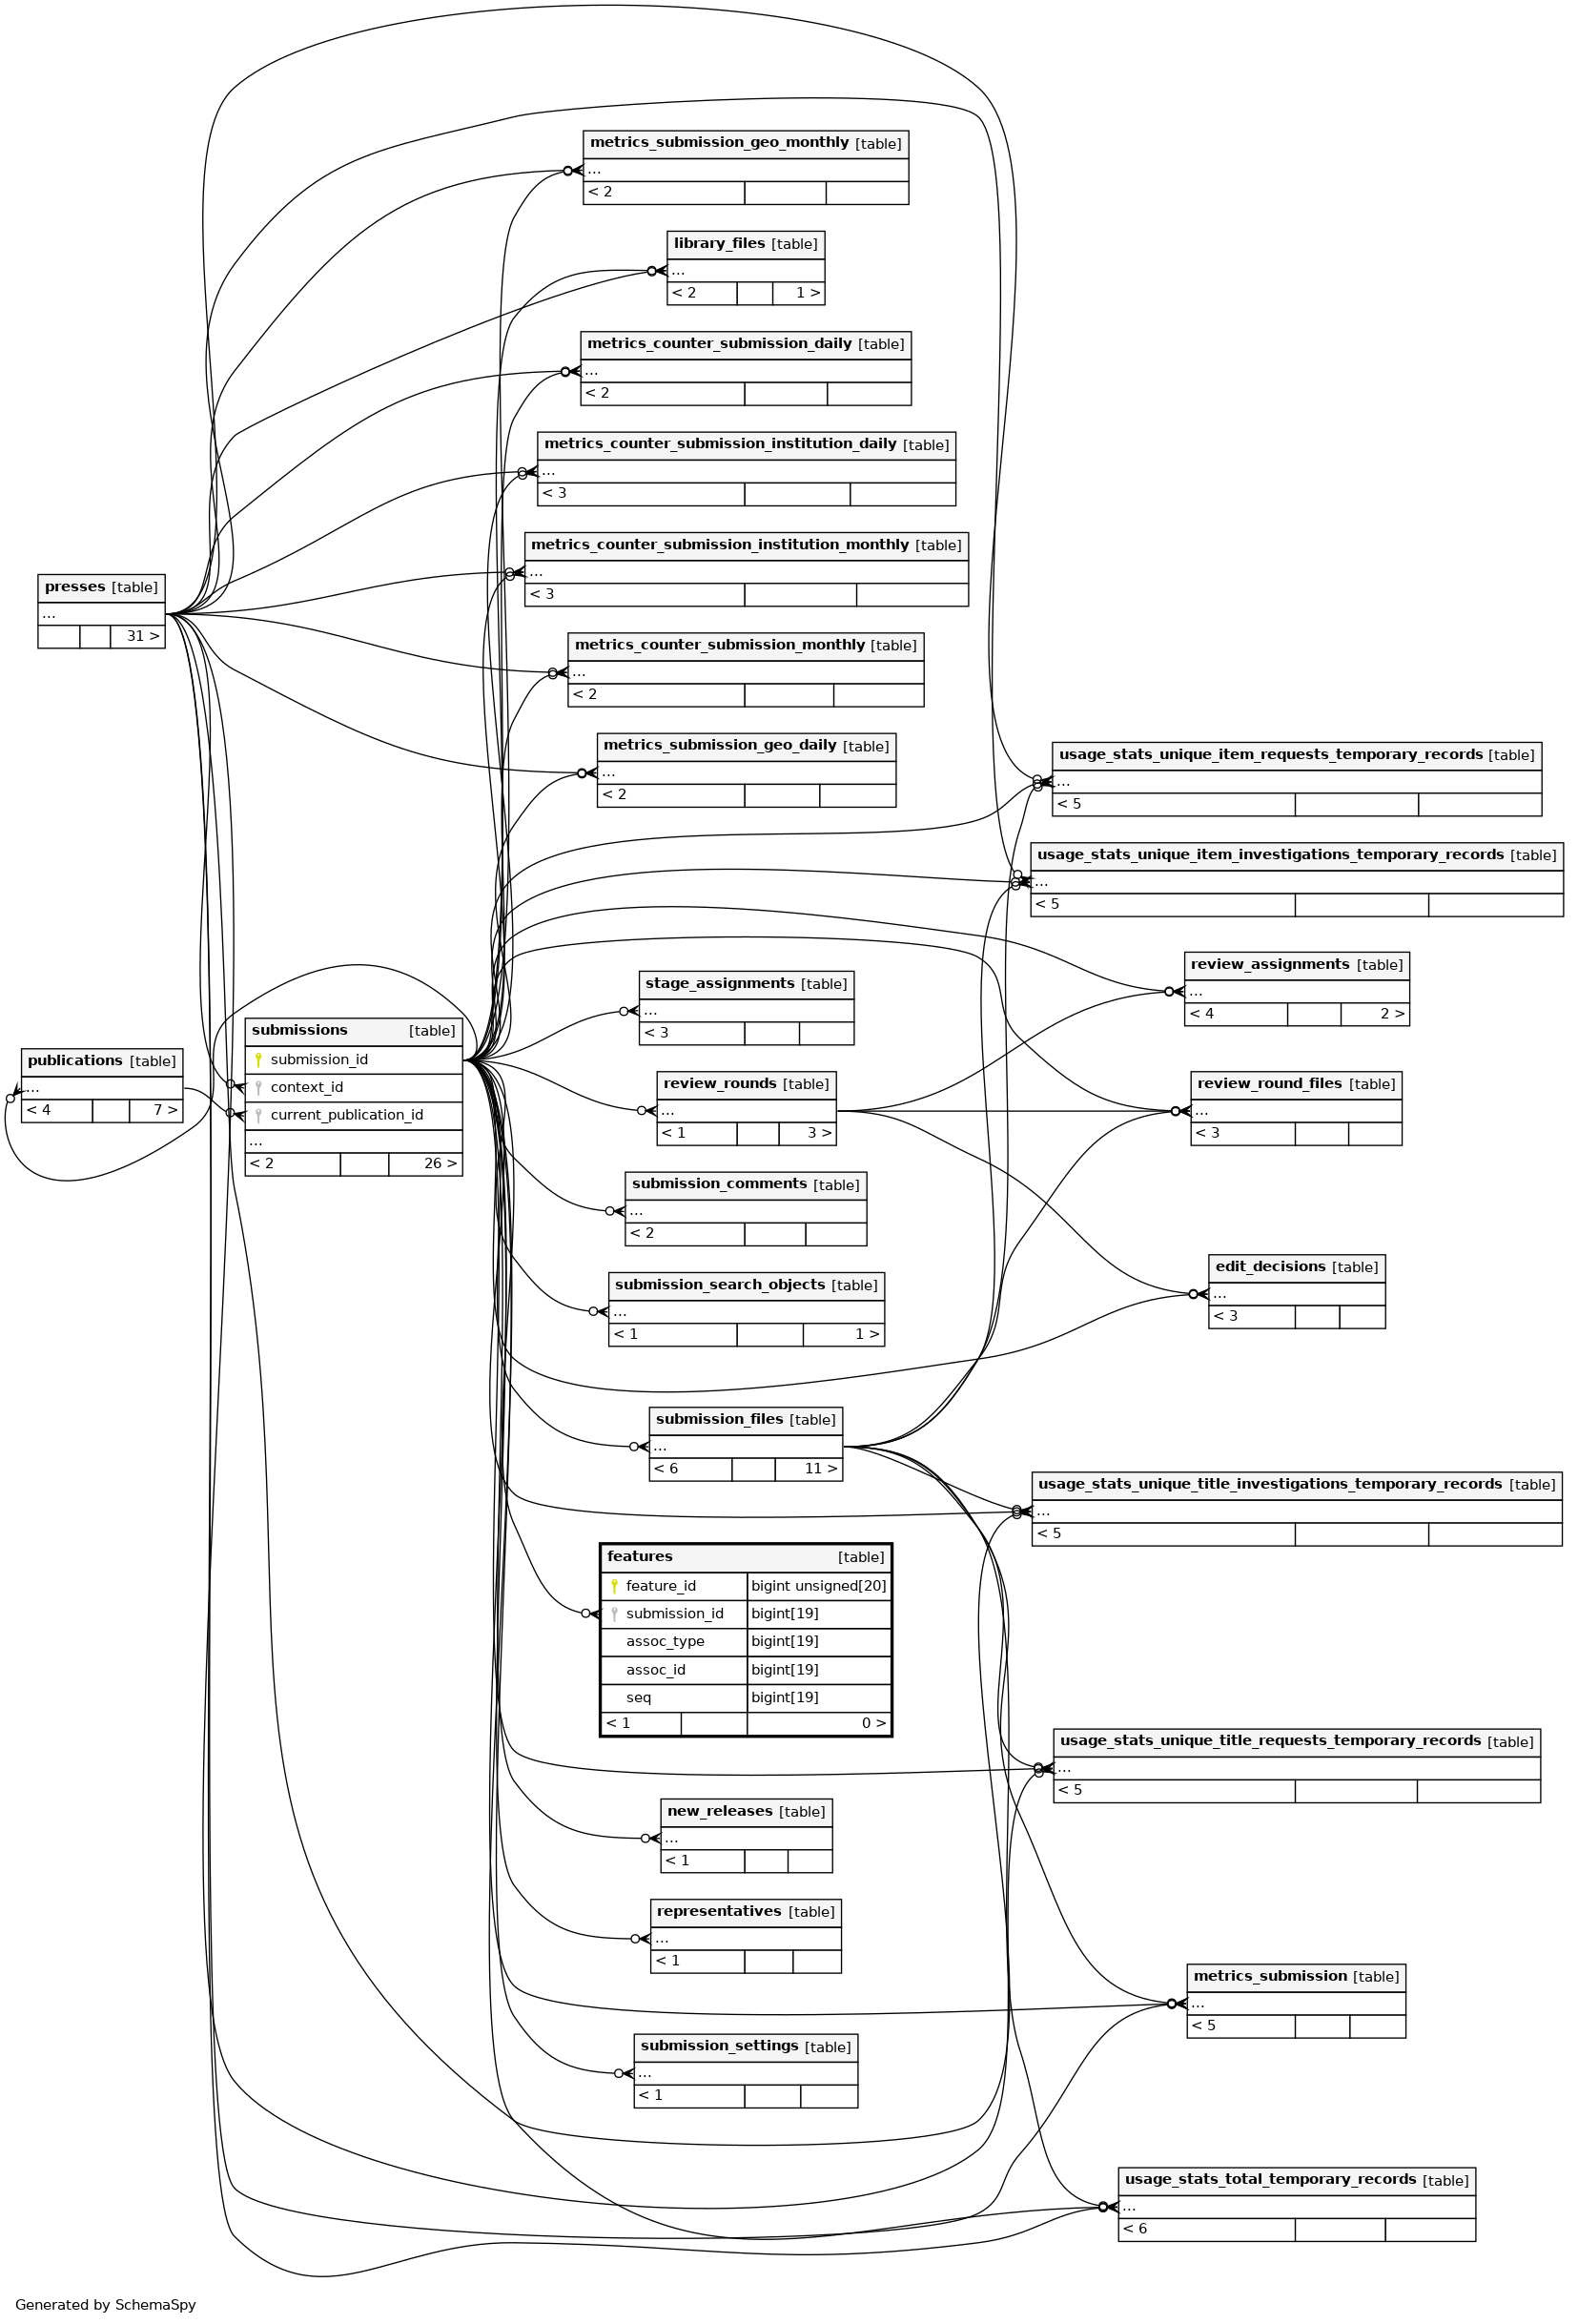 metrics_submission_geo_monthly [table]
...
< 2
library_files [table]
...
< 2 1 >
metrics_counter_submission_daily [table]
...
< 2
metrics_counter_submission_institution_daily [table]
...
< 3
metrics_counter_submission_institution_monthly [table]
...
< 3
presses [table]
...
31 >
metrics_counter_submission_monthly [table]
...
< 2
metrics_submission_geo_daily [table]
...
< 2
usage_stats_unique_item_requests_temporary_records [table]
...
< 5
usage_stats_unique_item_investigations_temporary_records [table]
...
< 5
review_assignments [table]
...
< 4 2 >
stage_assignments [table]
...
< 3
submissions [table]
submission_id
context_id
current_publication_id
...
< 2 26 >
publications [table]
...
< 4 7 >
review_rounds [table]
...
< 1 3 >
review_round_files [table]
...
< 3
submission_comments [table]
...
< 2
edit_decisions [table]
...
< 3
submission_search_objects [table]
...
< 1 1 >
submission_files [table]
...
< 6 11 >
usage_stats_unique_title_investigations_temporary_records [table]
...
< 5
features [table]
feature_id bigint unsigned[20]
submission_id bigint[19]
assoc_type bigint[19]
assoc_id bigint[19]
seq bigint[19]
< 1 0 >
usage_stats_unique_title_requests_temporary_records [table]
...
< 5
new_releases [table]
...
< 1
representatives [table]
...
< 1
metrics_submission [table]
...
< 5
submission_settings [table]
...
< 1
usage_stats_total_temporary_records [table]
...
< 6
Generated by SchemaSpy